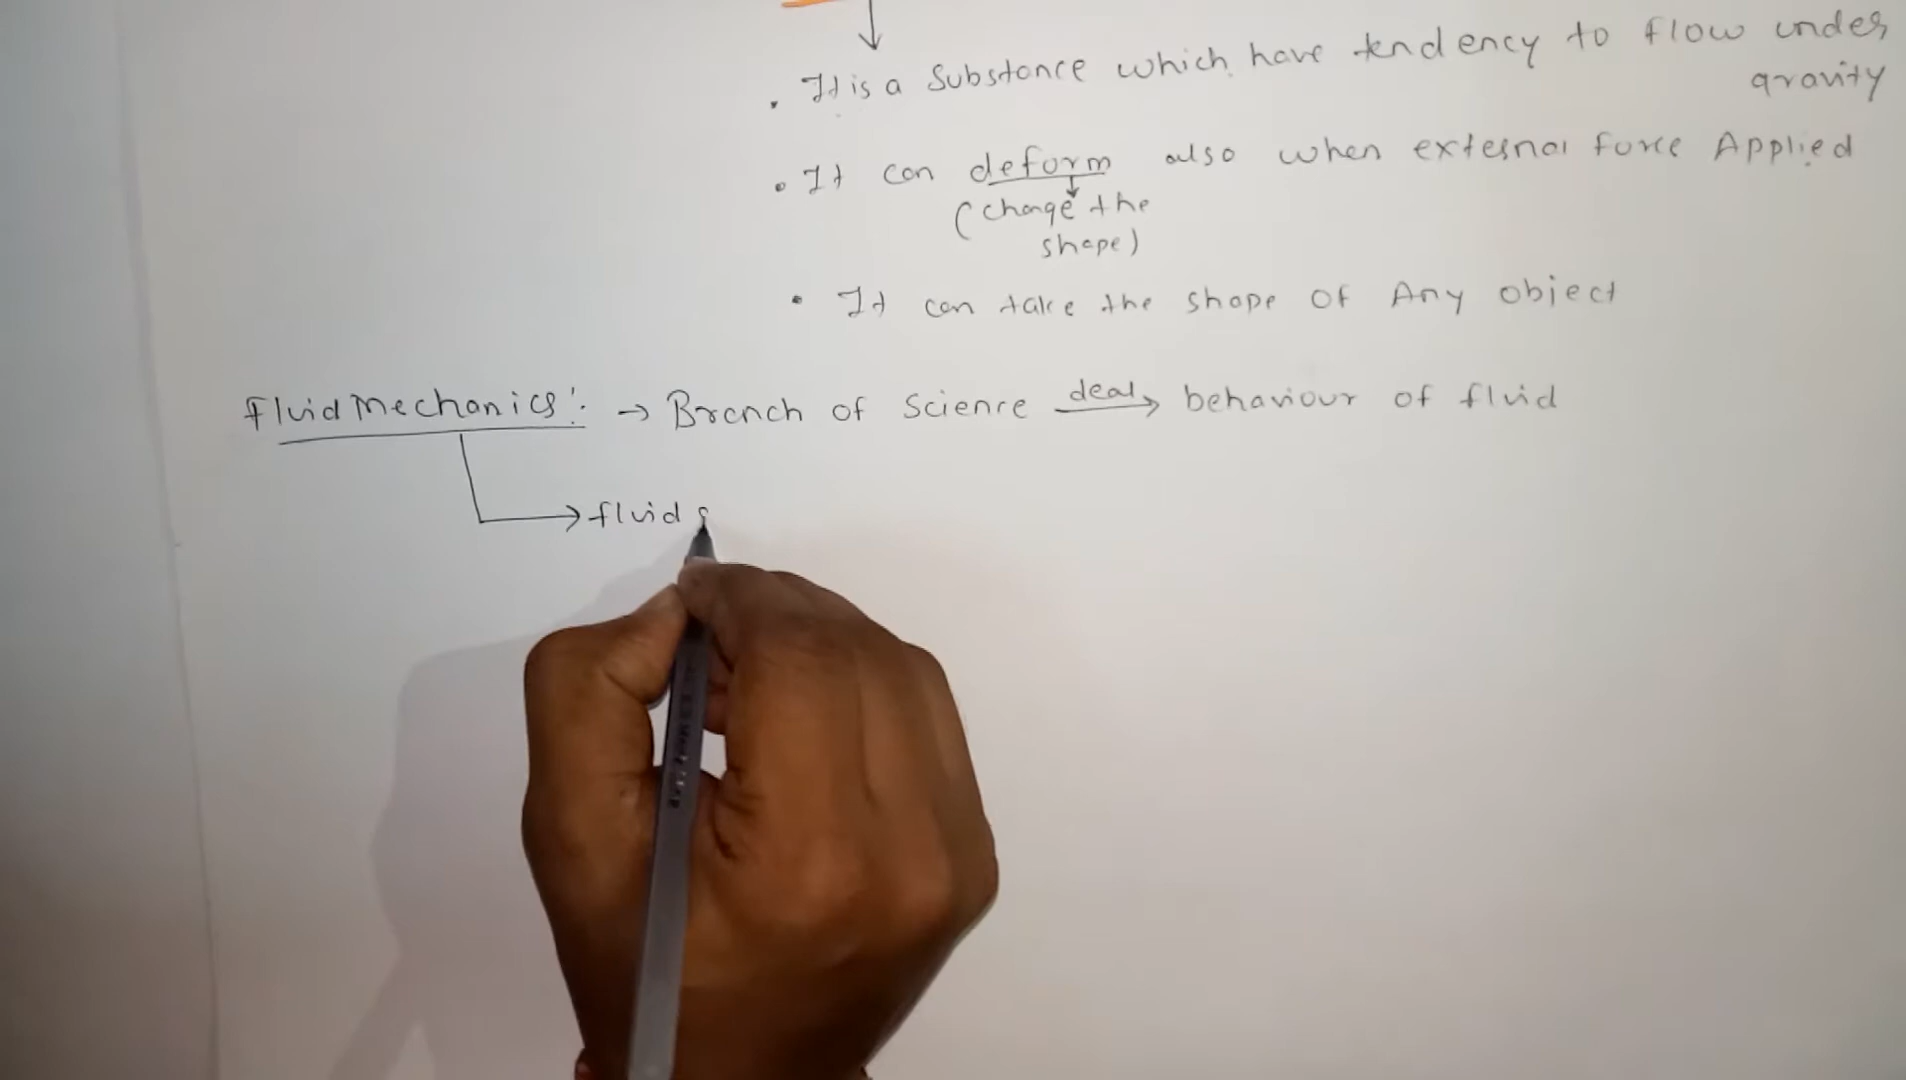 It is a Substance which have tendency to flow under
gravity
It can deform also when external force Applied
(change the
shape)
It can take the shape of Any object
fluid Mechanics :- → Branch of Science deal → behaviour of fluid
→ fluid s